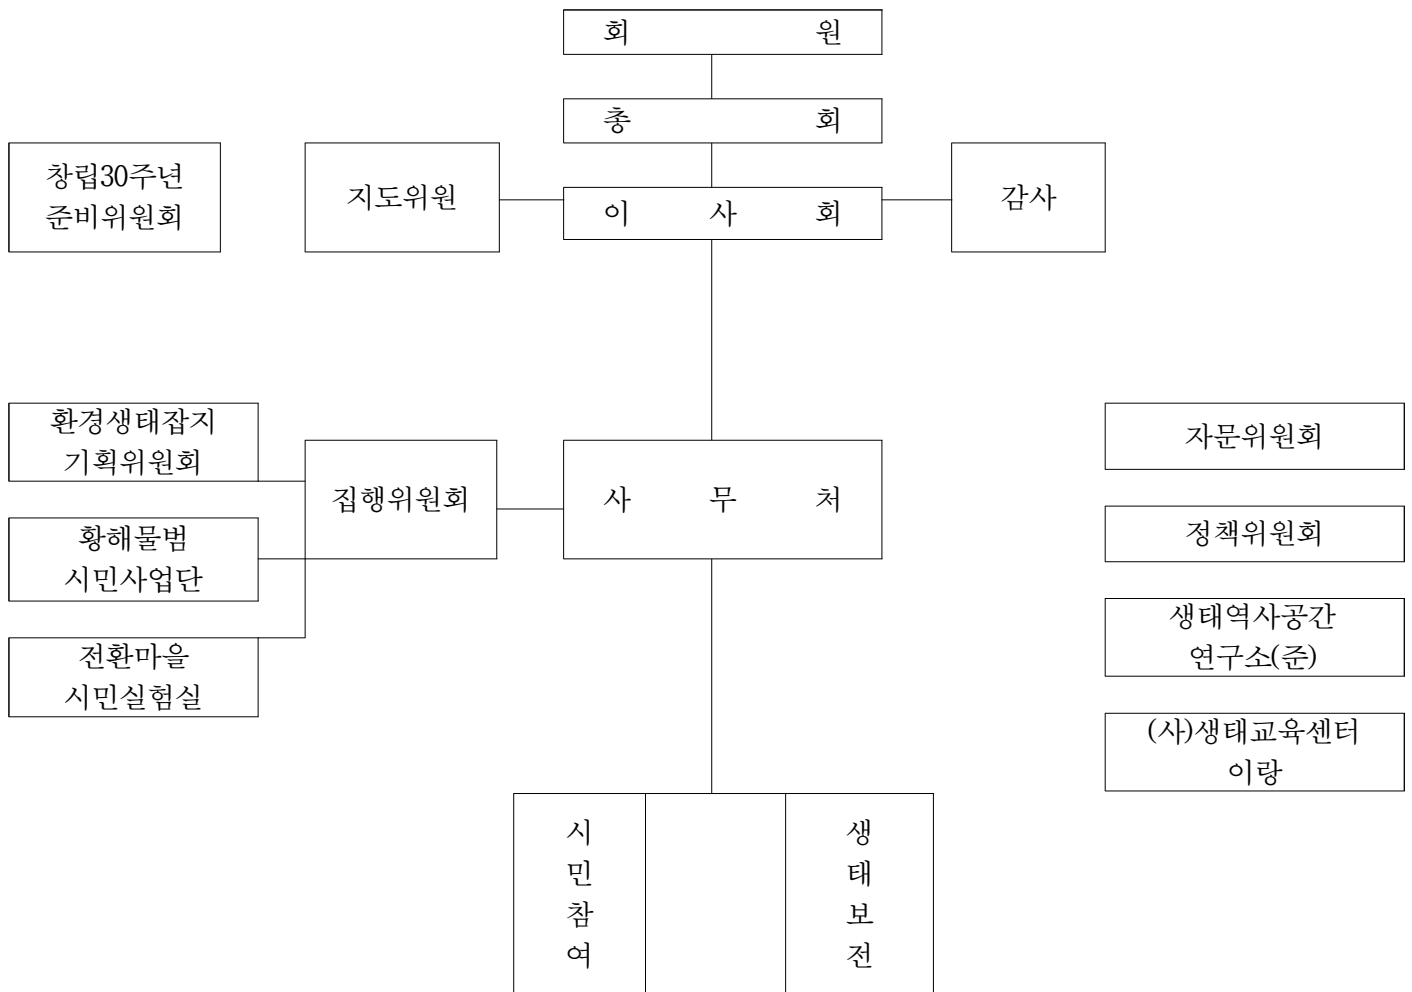 회 원
총 회
창립30주년
준비위원회
지도위원
이 사 회
감사
환경생태잡지
기획위원회
황해물범
시민사업단
전환마을
시민실험실
집행위원회
사 무 처
자문위원회
정책위원회
생태역사공간
연구소(준)
(사)생태교육센터
이랑
시
민
참
여
생
태
보
전